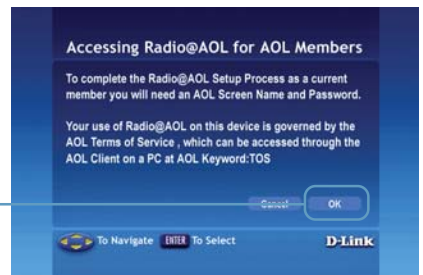 Accessing Radio@AOL for AOL Members
To complete the Radio@AOL Setup Process as a current
member you will need an AOL Screen Name and Password.
Your use of Radio@AOL on this device is governed by the
AOL Terms of Service , which can be accessed through the
AOL Client on a PC at AOL Keyword:TOS
Cancel OK
To Navigate ENTER To Select D-Link